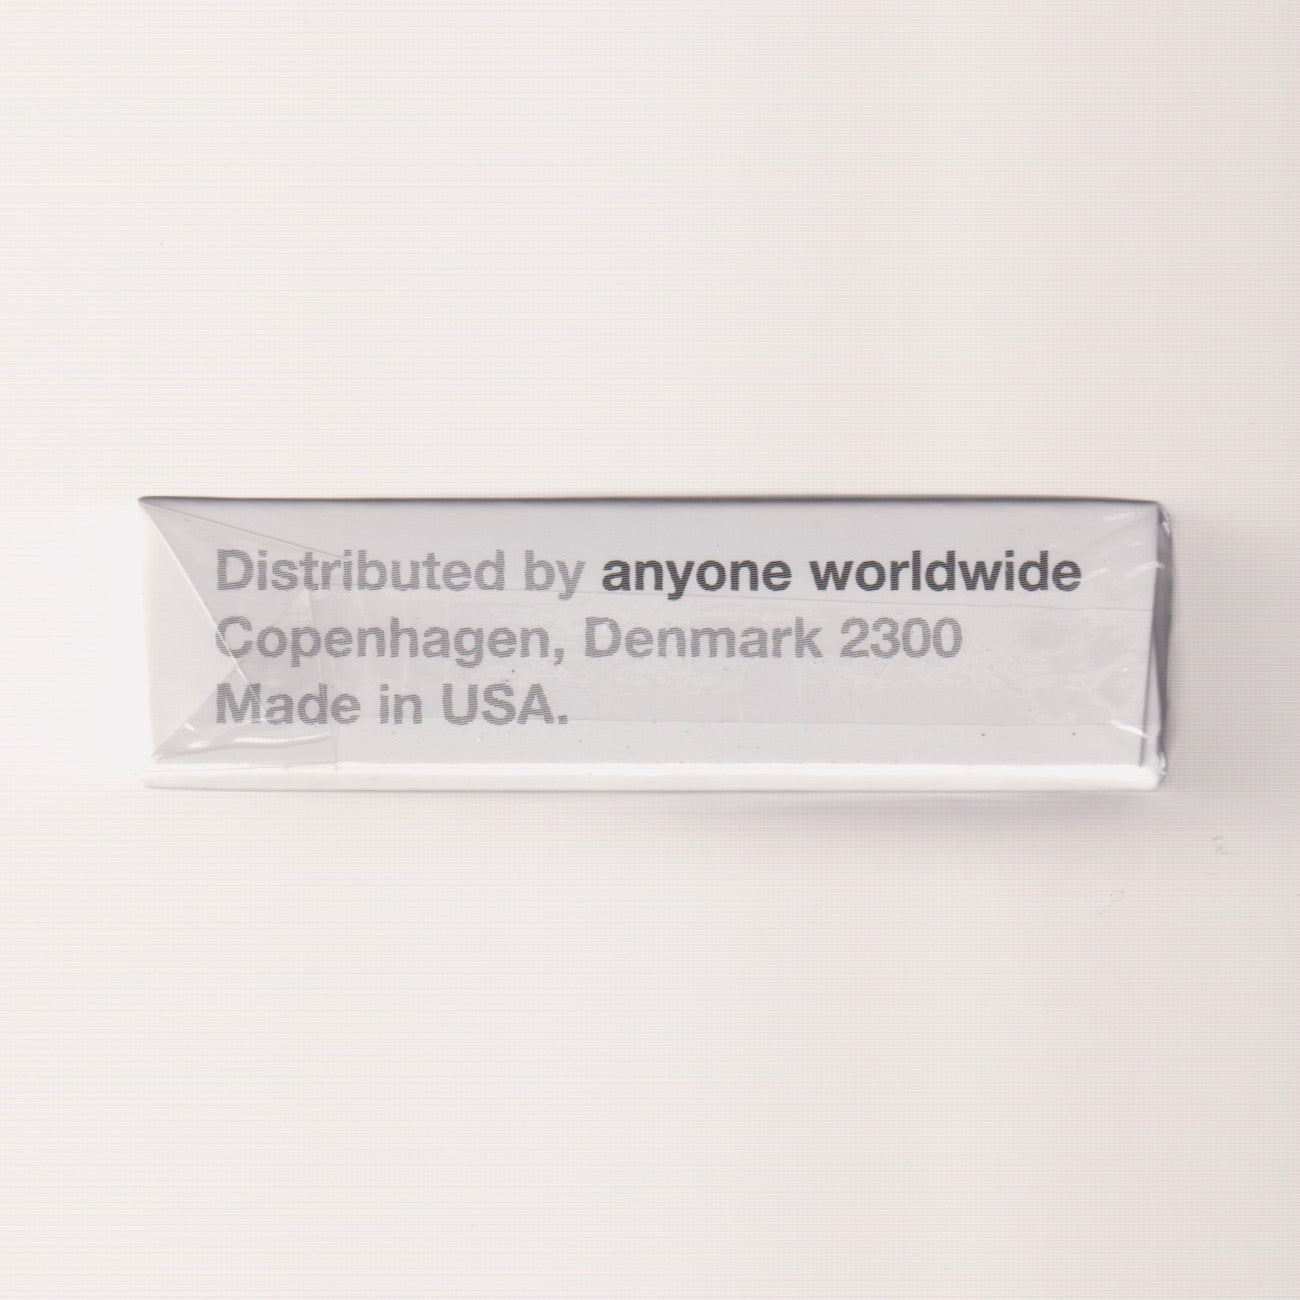 Distributed by anyone worldwide
Copenhagen, Denmark 2300
Made in USA.